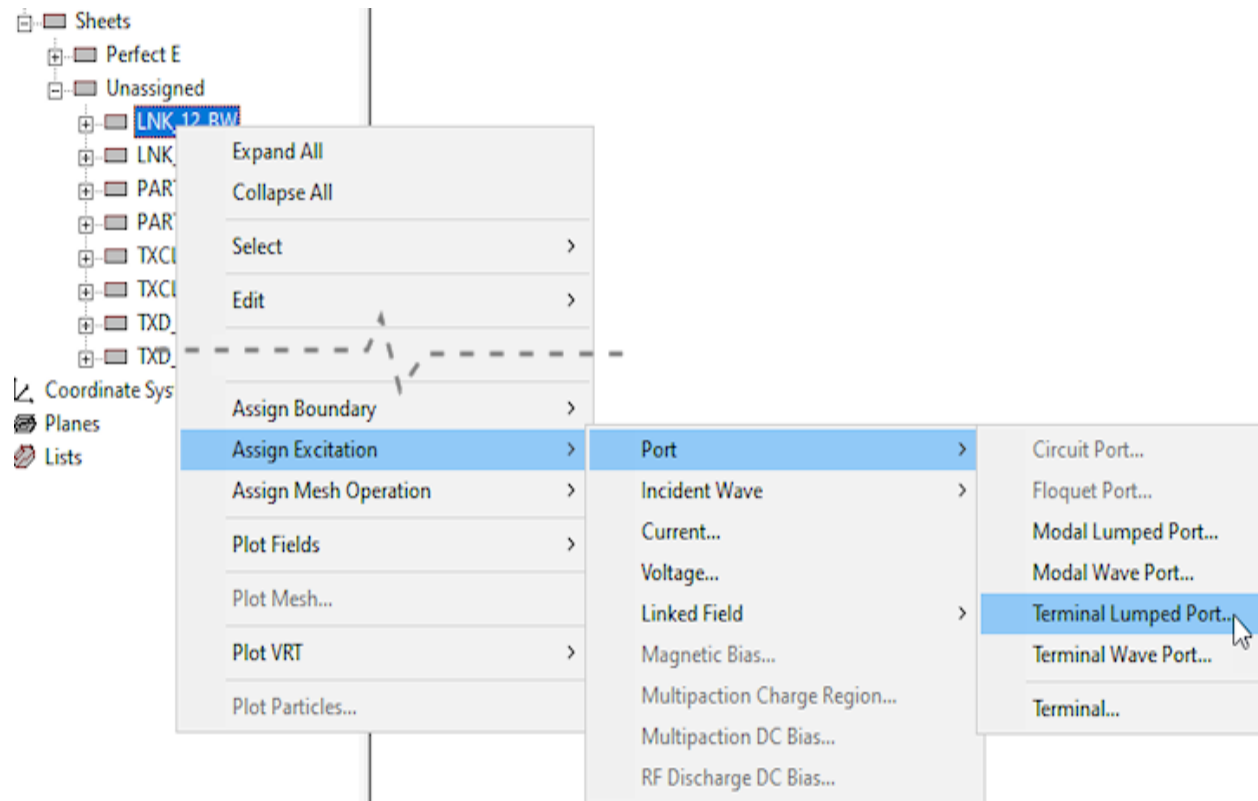 Sheets
Perfect E
Unassigned
LNK_12_BW
LNK_
PART
PART
TXCL
TXCL
TXD_
TXD_
Coordinate Sys
Planes
Lists
Expand All
Collapse All
Select
Edit
Assign Boundary
Assign Excitation
Assign Mesh Operation
Plot Fields
Plot Mesh...
Plot VRT
Plot Particles...
Port
Incident Wave
Current...
Voltage...
Linked Field
Magnetic Bias...
Multipaction Charge Region...
Multipaction DC Bias...
RF Discharge DC Bias...
Circuit Port...
Floquet Port...
Modal Lumped Port...
Modal Wave Port...
Terminal Lumped Port...
Terminal Wave Port...
Terminal...